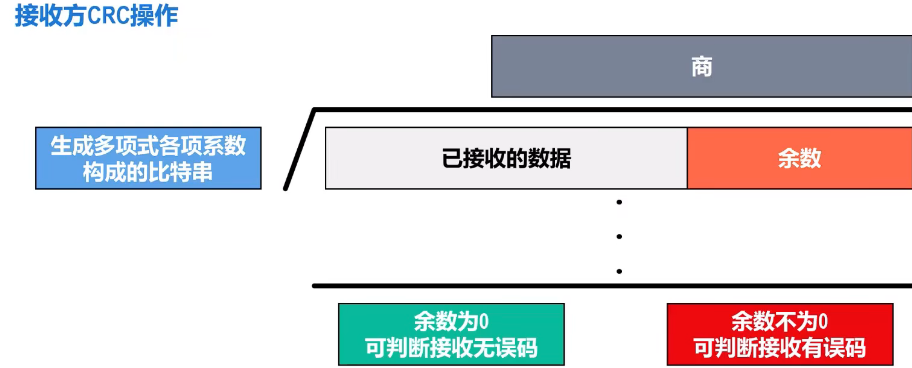 接收方CRC操作
商
生成多项式各项系数
构成的比特串
已接收的数据
余数
余数为0
可判断接收无误码
余数不为0
可判断接收有误码